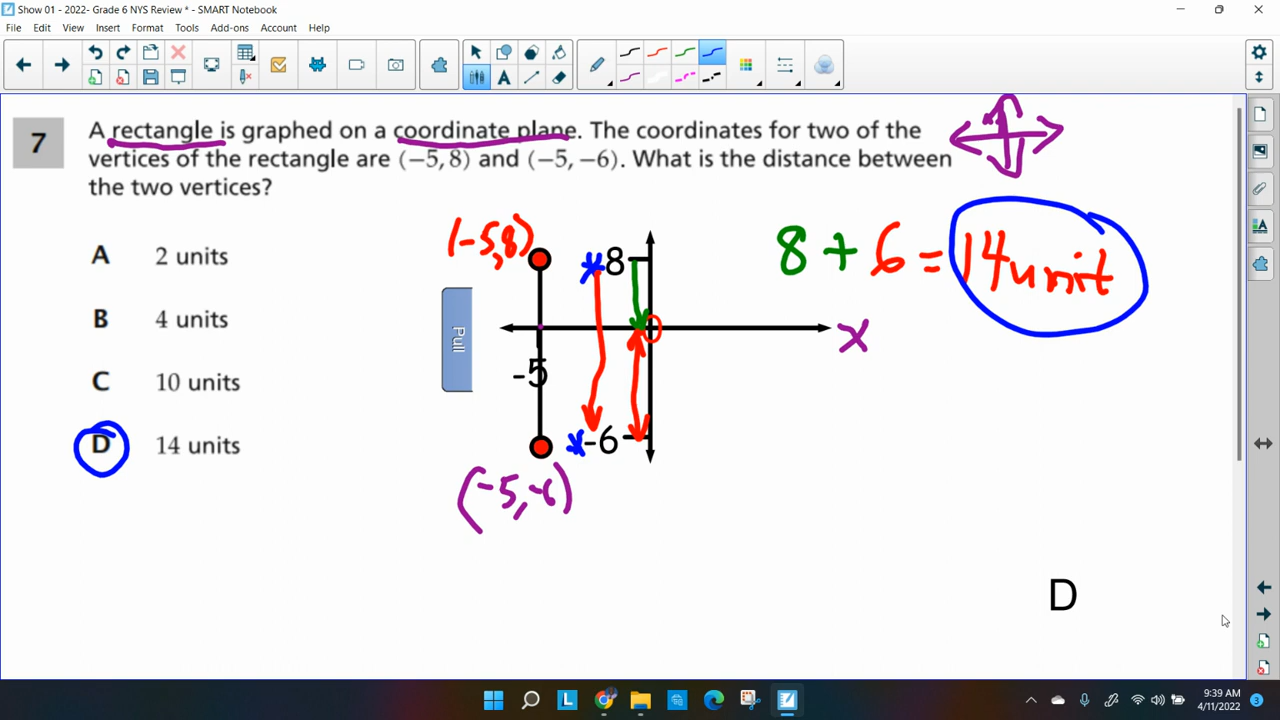 Show 01 - 2022- Grade 6 NYS Review * - SMART Notebook
File Edit View Insert Format Tools Add-ons Account Help
7
A rectangle is graphed on a coordinate plane. The coordinates for two of the
vertices of the rectangle are (−5, 8) and (−5, −6). What is the distance between
the two vertices?
A 2 units
B 4 units
C 10 units
D 14 units
Pull
(-5,8)
8
0
x
-5
-6
(-5,-6)
8 + 6 = 14 unit
D
9:39 AM
4/11/2022
3